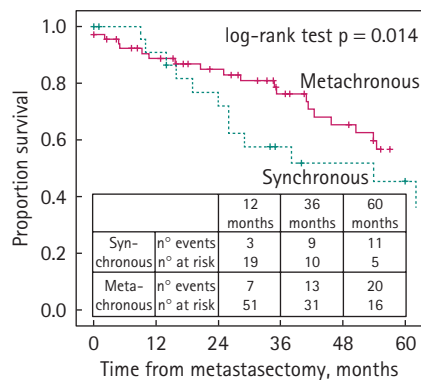 log-rank test p = 0.014
Metachronous
Synchronous
Proportion survival
1.0
0.8
0.6
0.4
0.2
0.0
12 months 36 months 60 months
Syn-chronous n° events 3 9 11
n° at risk 19 10 5
Meta-chronous n° events 7 13 20
n° at risk 51 31 16
0 12 24 36 48 60
Time from metastasectomy, months